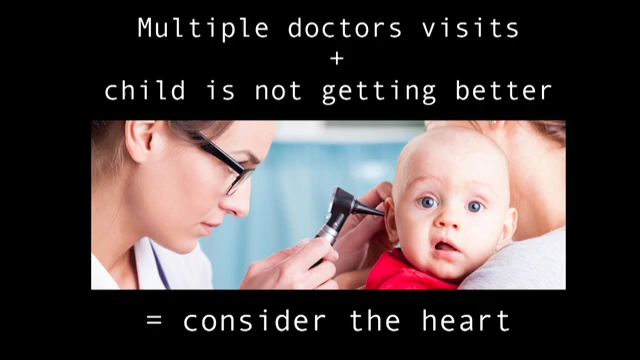 Multiple doctors visits
+
child is not getting better
= consider the heart